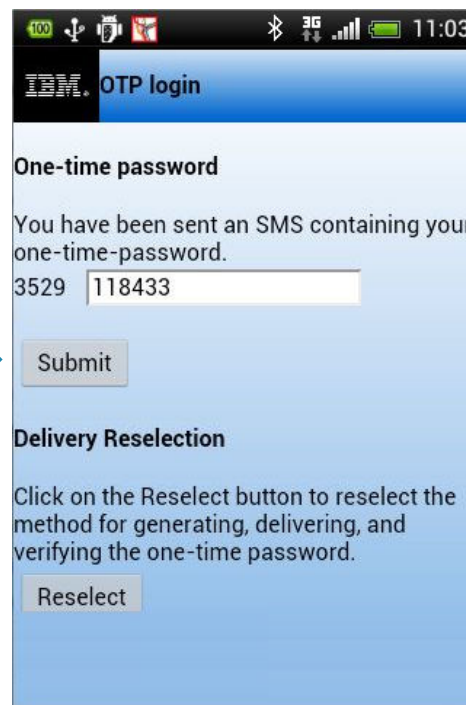 100 3G 11:03
IBM. OTP login
One-time password
You have been sent an SMS containing your
one-time-password.
3529 118433
Submit
Delivery Reselection
Click on the Reselect button to reselect the
method for generating, delivering, and
verifying the one-time password.
Reselect